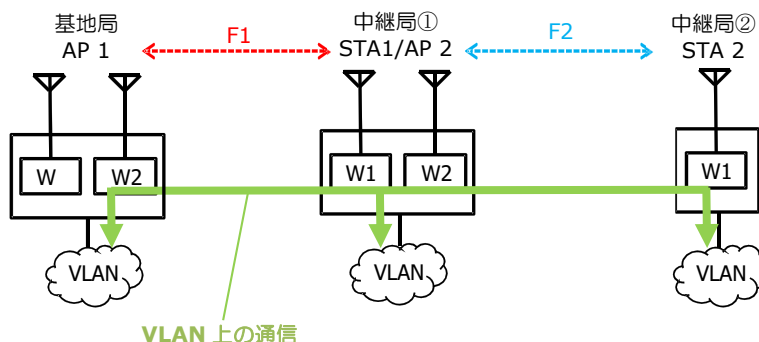 基地局
AP 1
F1
中継局①
STA1/AP 2
F2
中継局②
STA 2
W
W2
W1
W2
W1
VLAN
VLAN
VLAN
VLAN 上の通信